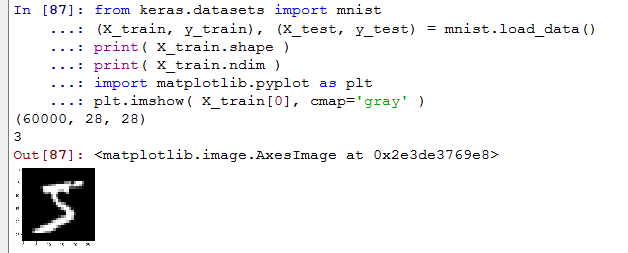 In [87]: from keras.datasets import mnist
...: (X_train, y_train), (X_test, y_test) = mnist.load_data()
...: print( X_train.shape )
...: print( X_train.ndim )
...: import matplotlib.pyplot as plt
...: plt.imshow( X_train[0], cmap='gray' )
(60000, 28, 28)
3
Out[87]: <matplotlib.image.AxesImage at 0x2e3de3769e8>
5